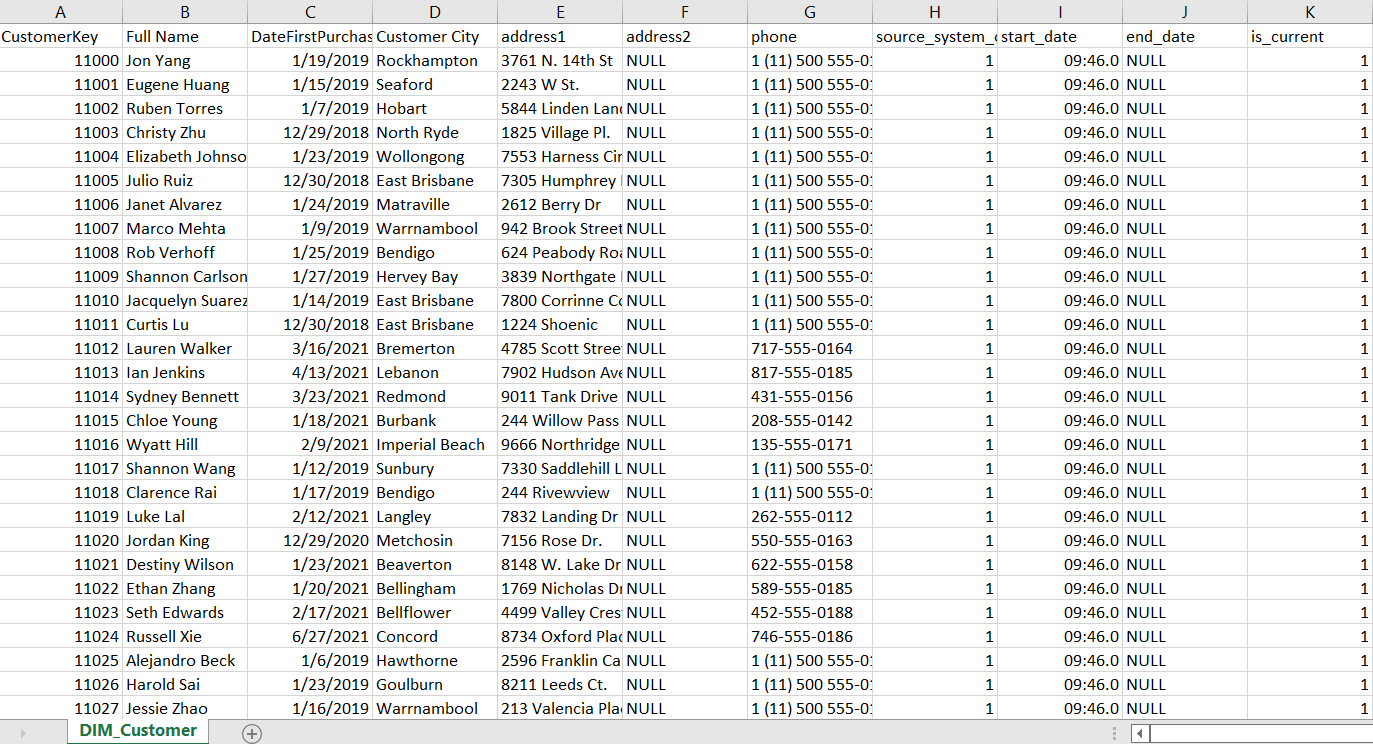 A B C D E F G H I J K
CustomerKey Full Name DateFirstPurchas Customer City address1 address2 phone source_system_ start_date end_date is_current
11000 Jon Yang 1/19/2019 Rockhampton 3761 N. 14th St NULL 1 (11) 500 555-01 1 09:46.0 NULL 1
11001 Eugene Huang 1/15/2019 Seaford 2243 W St. NULL 1 (11) 500 555-01 1 09:46.0 NULL 1
11002 Ruben Torres 1/7/2019 Hobart 5844 Linden Land NULL 1 (11) 500 555-01 1 09:46.0 NULL 1
11003 Christy Zhu 12/29/2018 North Ryde 1825 Village Pl. NULL 1 (11) 500 555-01 1 09:46.0 NULL 1
11004 Elizabeth Johnso 1/23/2019 Wollongong 7553 Harness Cir NULL 1 (11) 500 555-01 1 09:46.0 NULL 1
11005 Julio Ruiz 12/30/2018 East Brisbane 7305 Humphrey NULL 1 (11) 500 555-01 1 09:46.0 NULL 1
11006 Janet Alvarez 1/24/2019 Matraville 2612 Berry Dr NULL 1 (11) 500 555-01 1 09:46.0 NULL 1
11007 Marco Mehta 1/9/2019 Warrnambool 942 Brook Street NULL 1 (11) 500 555-01 1 09:46.0 NULL 1
11008 Rob Verhoff 1/25/2019 Bendigo 624 Peabody Roa NULL 1 (11) 500 555-01 1 09:46.0 NULL 1
11009 Shannon Carlson 1/27/2019 Hervey Bay 3839 Northgate NULL 1 (11) 500 555-01 1 09:46.0 NULL 1
11010 Jacquelyn Suarez 1/14/2019 East Brisbane 7800 Corrinne Co NULL 1 (11) 500 555-01 1 09:46.0 NULL 1
11011 Curtis Lu 12/30/2018 East Brisbane 1224 Shoenic NULL 1 (11) 500 555-01 1 09:46.0 NULL 1
11012 Lauren Walker 3/16/2021 Bremerton 4785 Scott Stree NULL 717-555-0164 1 09:46.0 NULL 1
11013 Ian Jenkins 4/13/2021 Lebanon 7902 Hudson Ave NULL 817-555-0185 1 09:46.0 NULL 1
11014 Sydney Bennett 3/23/2021 Redmond 9011 Tank Drive NULL 431-555-0156 1 09:46.0 NULL 1
11015 Chloe Young 1/18/2021 Burbank 244 Willow Pass NULL 208-555-0142 1 09:46.0 NULL 1
11016 Wyatt Hill 2/9/2021 Imperial Beach 9666 Northridge NULL 135-555-0171 1 09:46.0 NULL 1
11017 Shannon Wang 1/12/2019 Sunbury 7330 Saddlehill L NULL 1 (11) 500 555-01 1 09:46.0 NULL 1
11018 Clarence Rai 1/17/2019 Bendigo 244 Rivewview NULL 1 (11) 500 555-01 1 09:46.0 NULL 1
11019 Luke Lal 2/12/2021 Langley 7832 Landing Dr NULL 262-555-0112 1 09:46.0 NULL 1
11020 Jordan King 12/29/2020 Metchosin 7156 Rose Dr. NULL 550-555-0163 1 09:46.0 NULL 1
11021 Destiny Wilson 1/23/2021 Beaverton 8148 W. Lake Dr NULL 622-555-0158 1 09:46.0 NULL 1
11022 Ethan Zhang 1/20/2021 Bellingham 1769 Nicholas Dr NULL 589-555-0185 1 09:46.0 NULL 1
11023 Seth Edwards 2/17/2021 Bellflower 4499 Valley Cres NULL 452-555-0188 1 09:46.0 NULL 1
11024 Russell Xie 6/27/2021 Concord 8734 Oxford Plac NULL 746-555-0186 1 09:46.0 NULL 1
11025 Alejandro Beck 1/6/2019 Hawthorne 2596 Franklin Ca NULL 1 (11) 500 555-01 1 09:46.0 NULL 1
11026 Harold Sai 1/23/2019 Goulburn 8211 Leeds Ct. NULL 1 (11) 500 555-01 1 09:46.0 NULL 1
11027 Jessie Zhao 1/16/2019 Warrnambool 213 Valencia Pla NULL 1 (11) 500 555-01 1 09:46.0 NULL 1
DIM_Customer